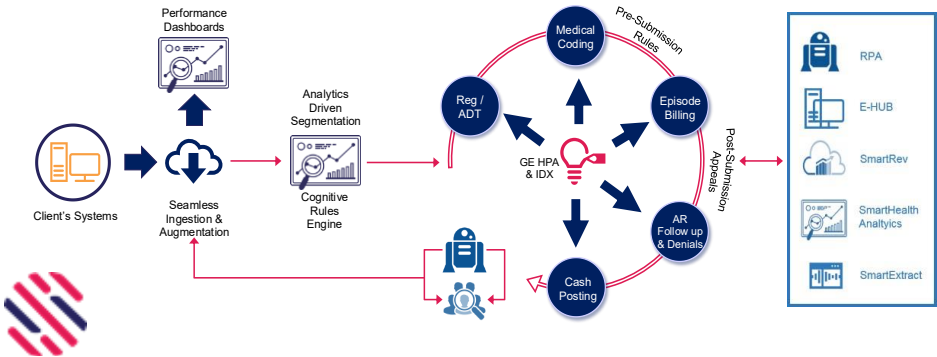 Performance
Dashboards
Client's Systems
Seamless
Ingestion &
Augmentation
Analytics
Driven
Segmentation
Cognitive
Rules
Engine
Reg /
ADT
Medical
Coding
Pre-Submission
Rules
Episode
Billing
GE HPA
& IDX
Post-Submission
Appeals
AR
Follow up
& Denials
Cash
Posting
RPA
E-HUB
SmartRev
SmartHealth
Analtyics
SmartExtract